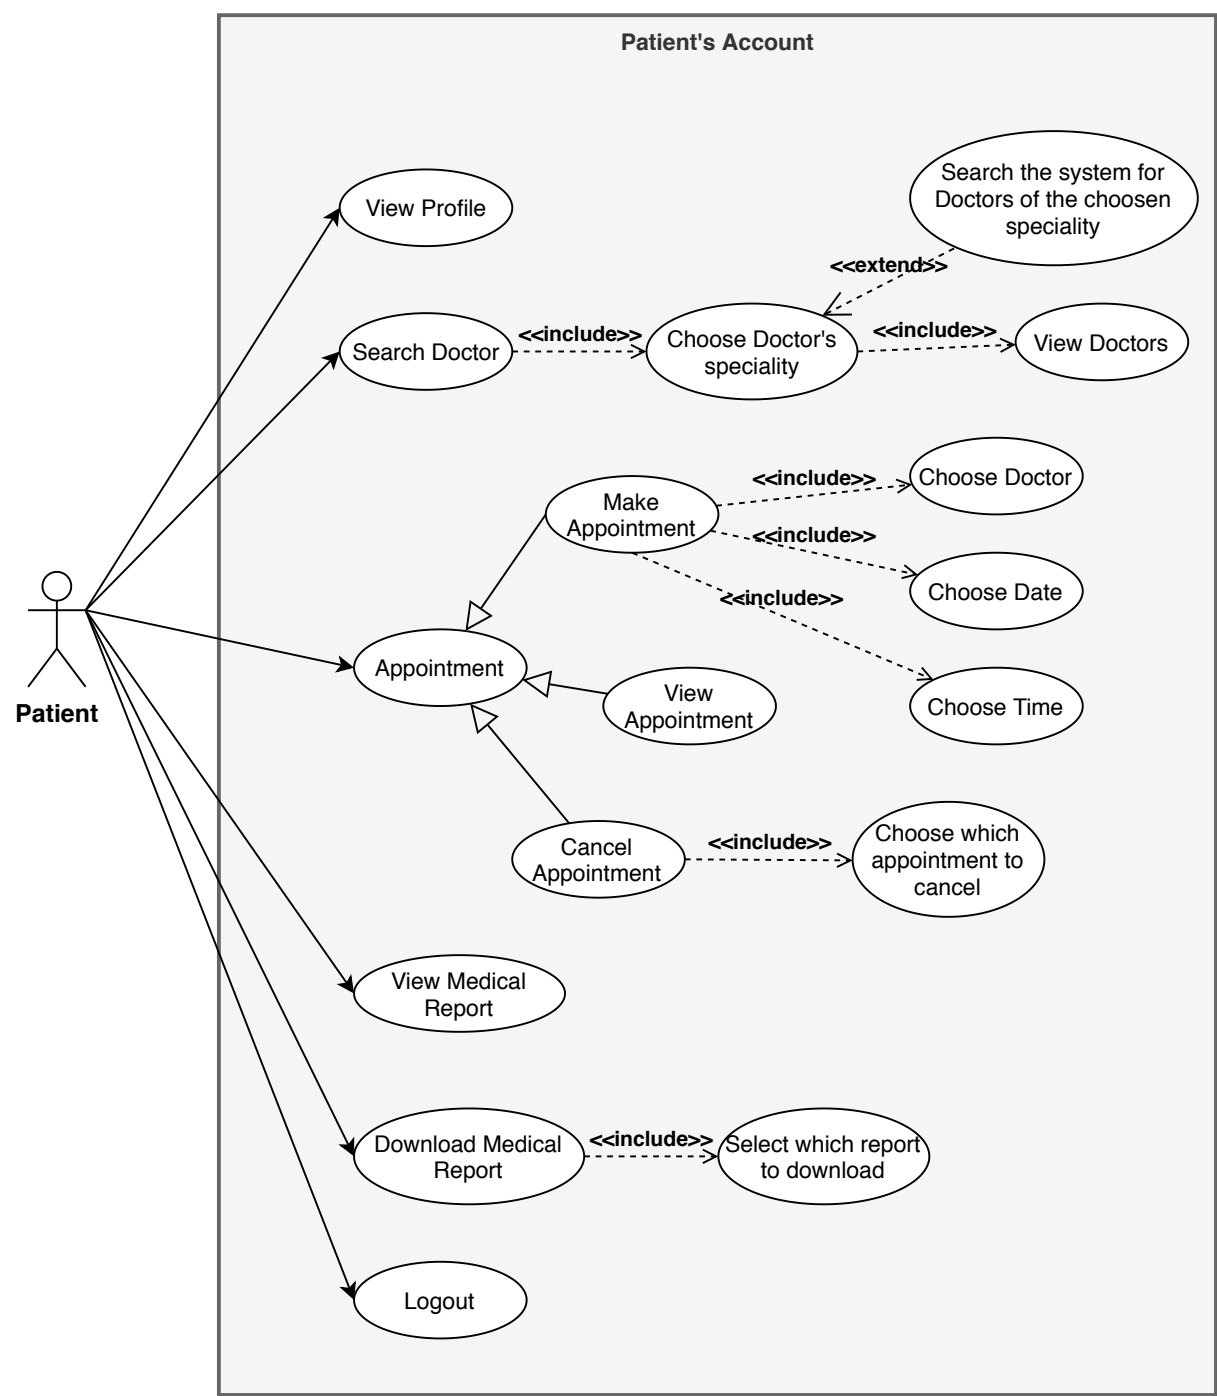 Patient's Account
Search the system for
Doctors of the choosen
speciality
View Profile
<<extend>>
Search Doctor
<<include>>
Choose Doctor's
speciality
<<include>>
View Doctors
Make
Appointment
<<include>>
Choose Doctor
<<include>>
Choose Date
<<include>>
Choose Time
Appointment
View
Appointment
Patient
Cancel
Appointment
<<include>>
Choose which
appointment to
cancel
View Medical
Report
Download Medical
Report
<<include>>
Select which report
to download
Logout